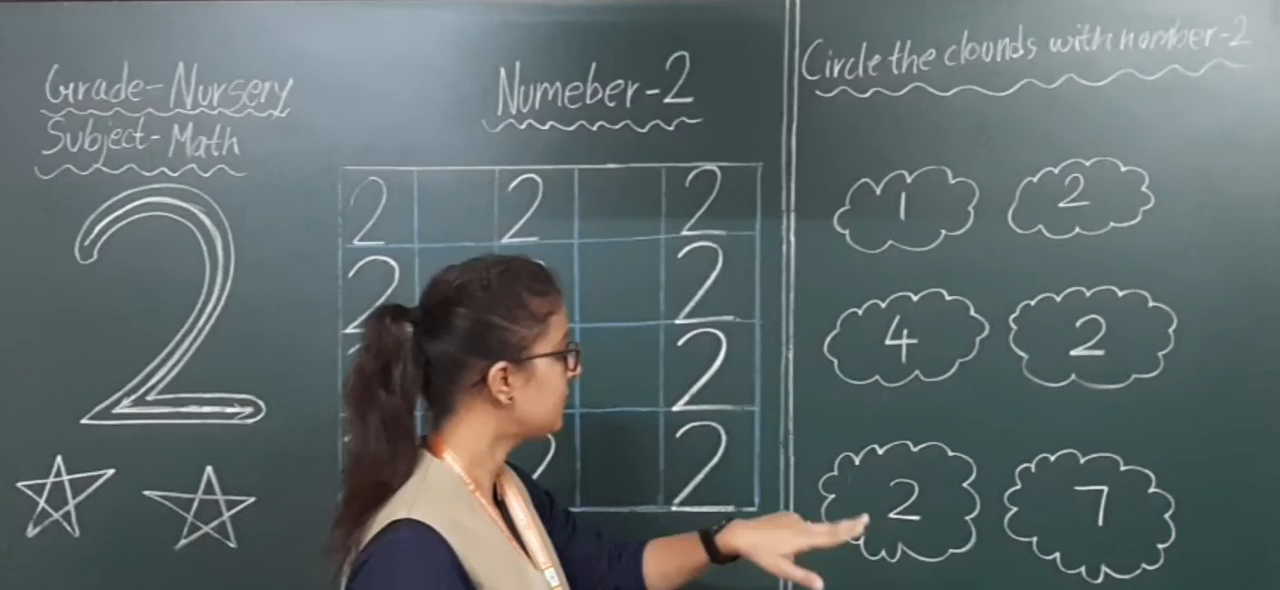 Grade-Nursery
Subject-Math
2
Numeber-2
2 2 2
2 2
2
2 2
Circle the clounds with number-2
1 2
4 2
2 7